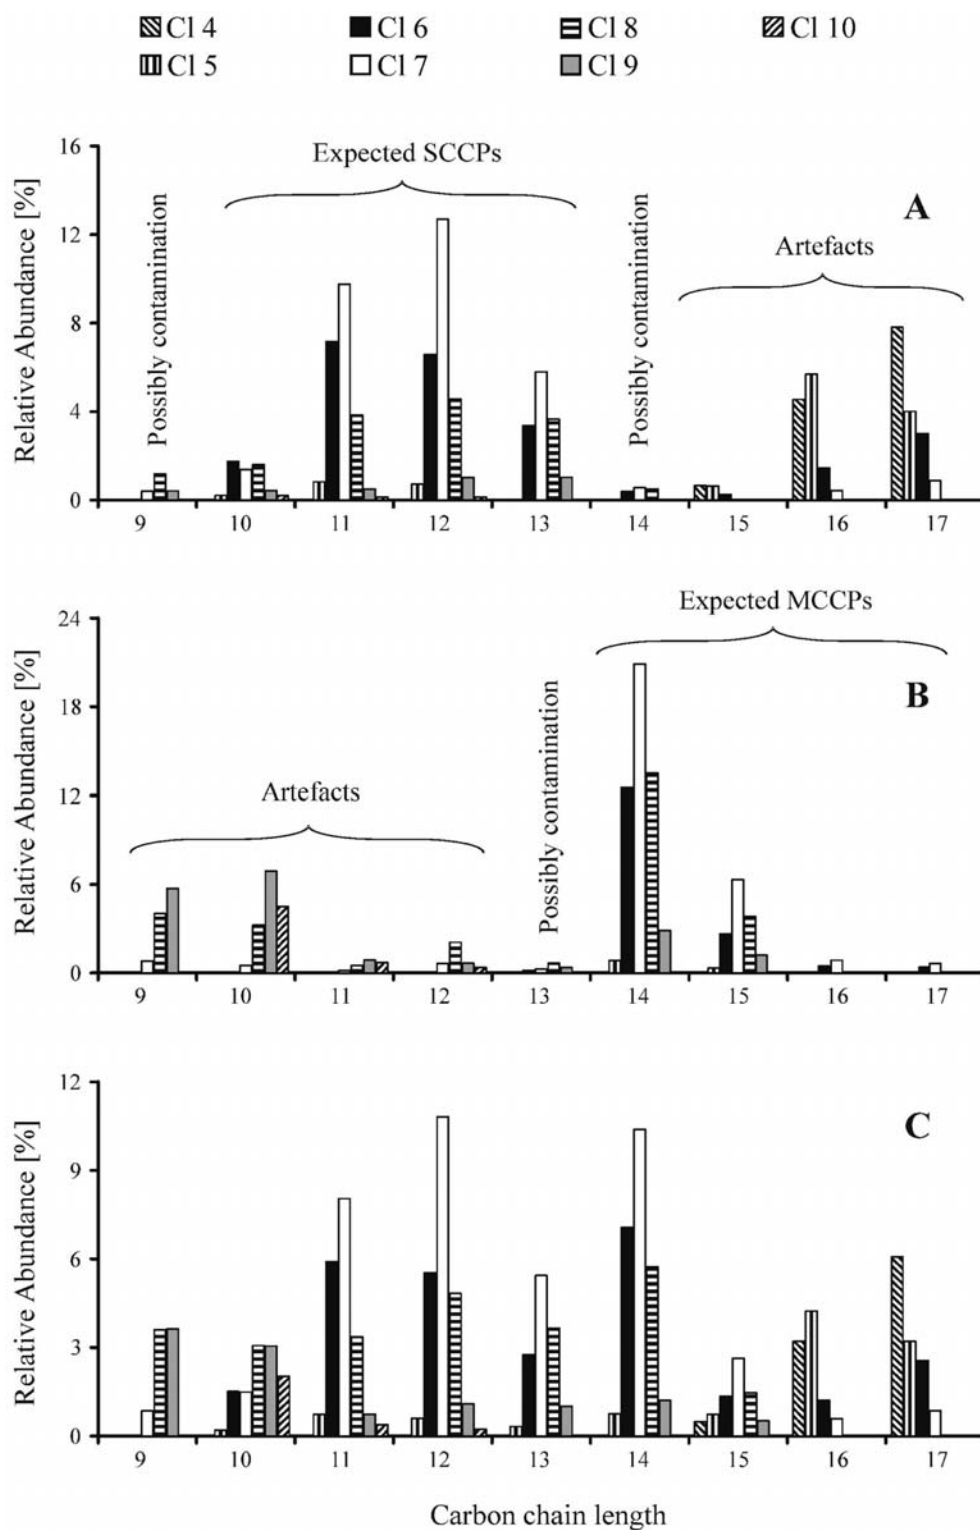 Cl 4 Cl 6 Cl 8 Cl 10
Cl 5 Cl 7 Cl 9
Relative Abundance [%]
16
12
8
4
0
Expected SCCPs
Possibly contamination
Possibly contamination
Artefacts
A
9 10 11 12 13 14 15 16 17
Relative Abundance [%]
24
18
12
6
0
Expected MCCPs
Artefacts
Possibly contamination
B
9 10 11 12 13 14 15 16 17
Relative Abundance [%]
12
9
6
3
0
C
9 10 11 12 13 14 15 16 17
Carbon chain length